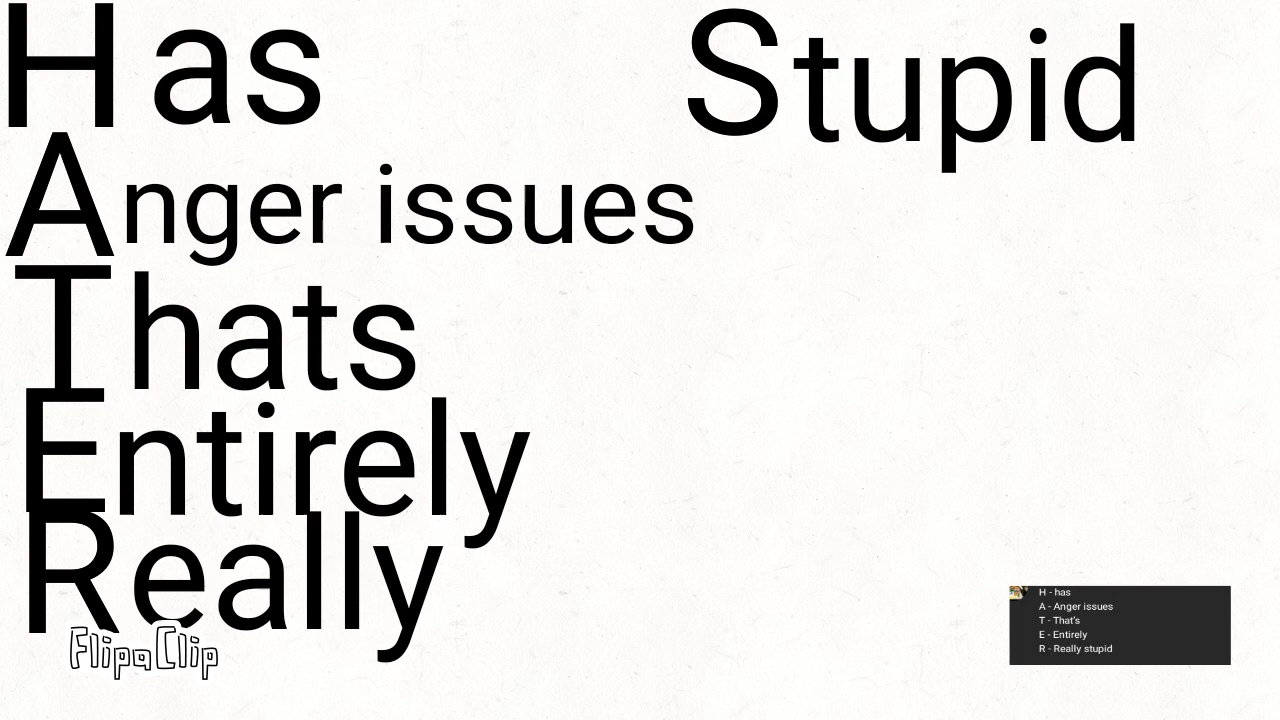 Has
Anger issues
Thats
Entirely
Really
Stupid
FlipaClip
H - has
A - Anger issues
T - That's
E - Entirely
R - Really stupid